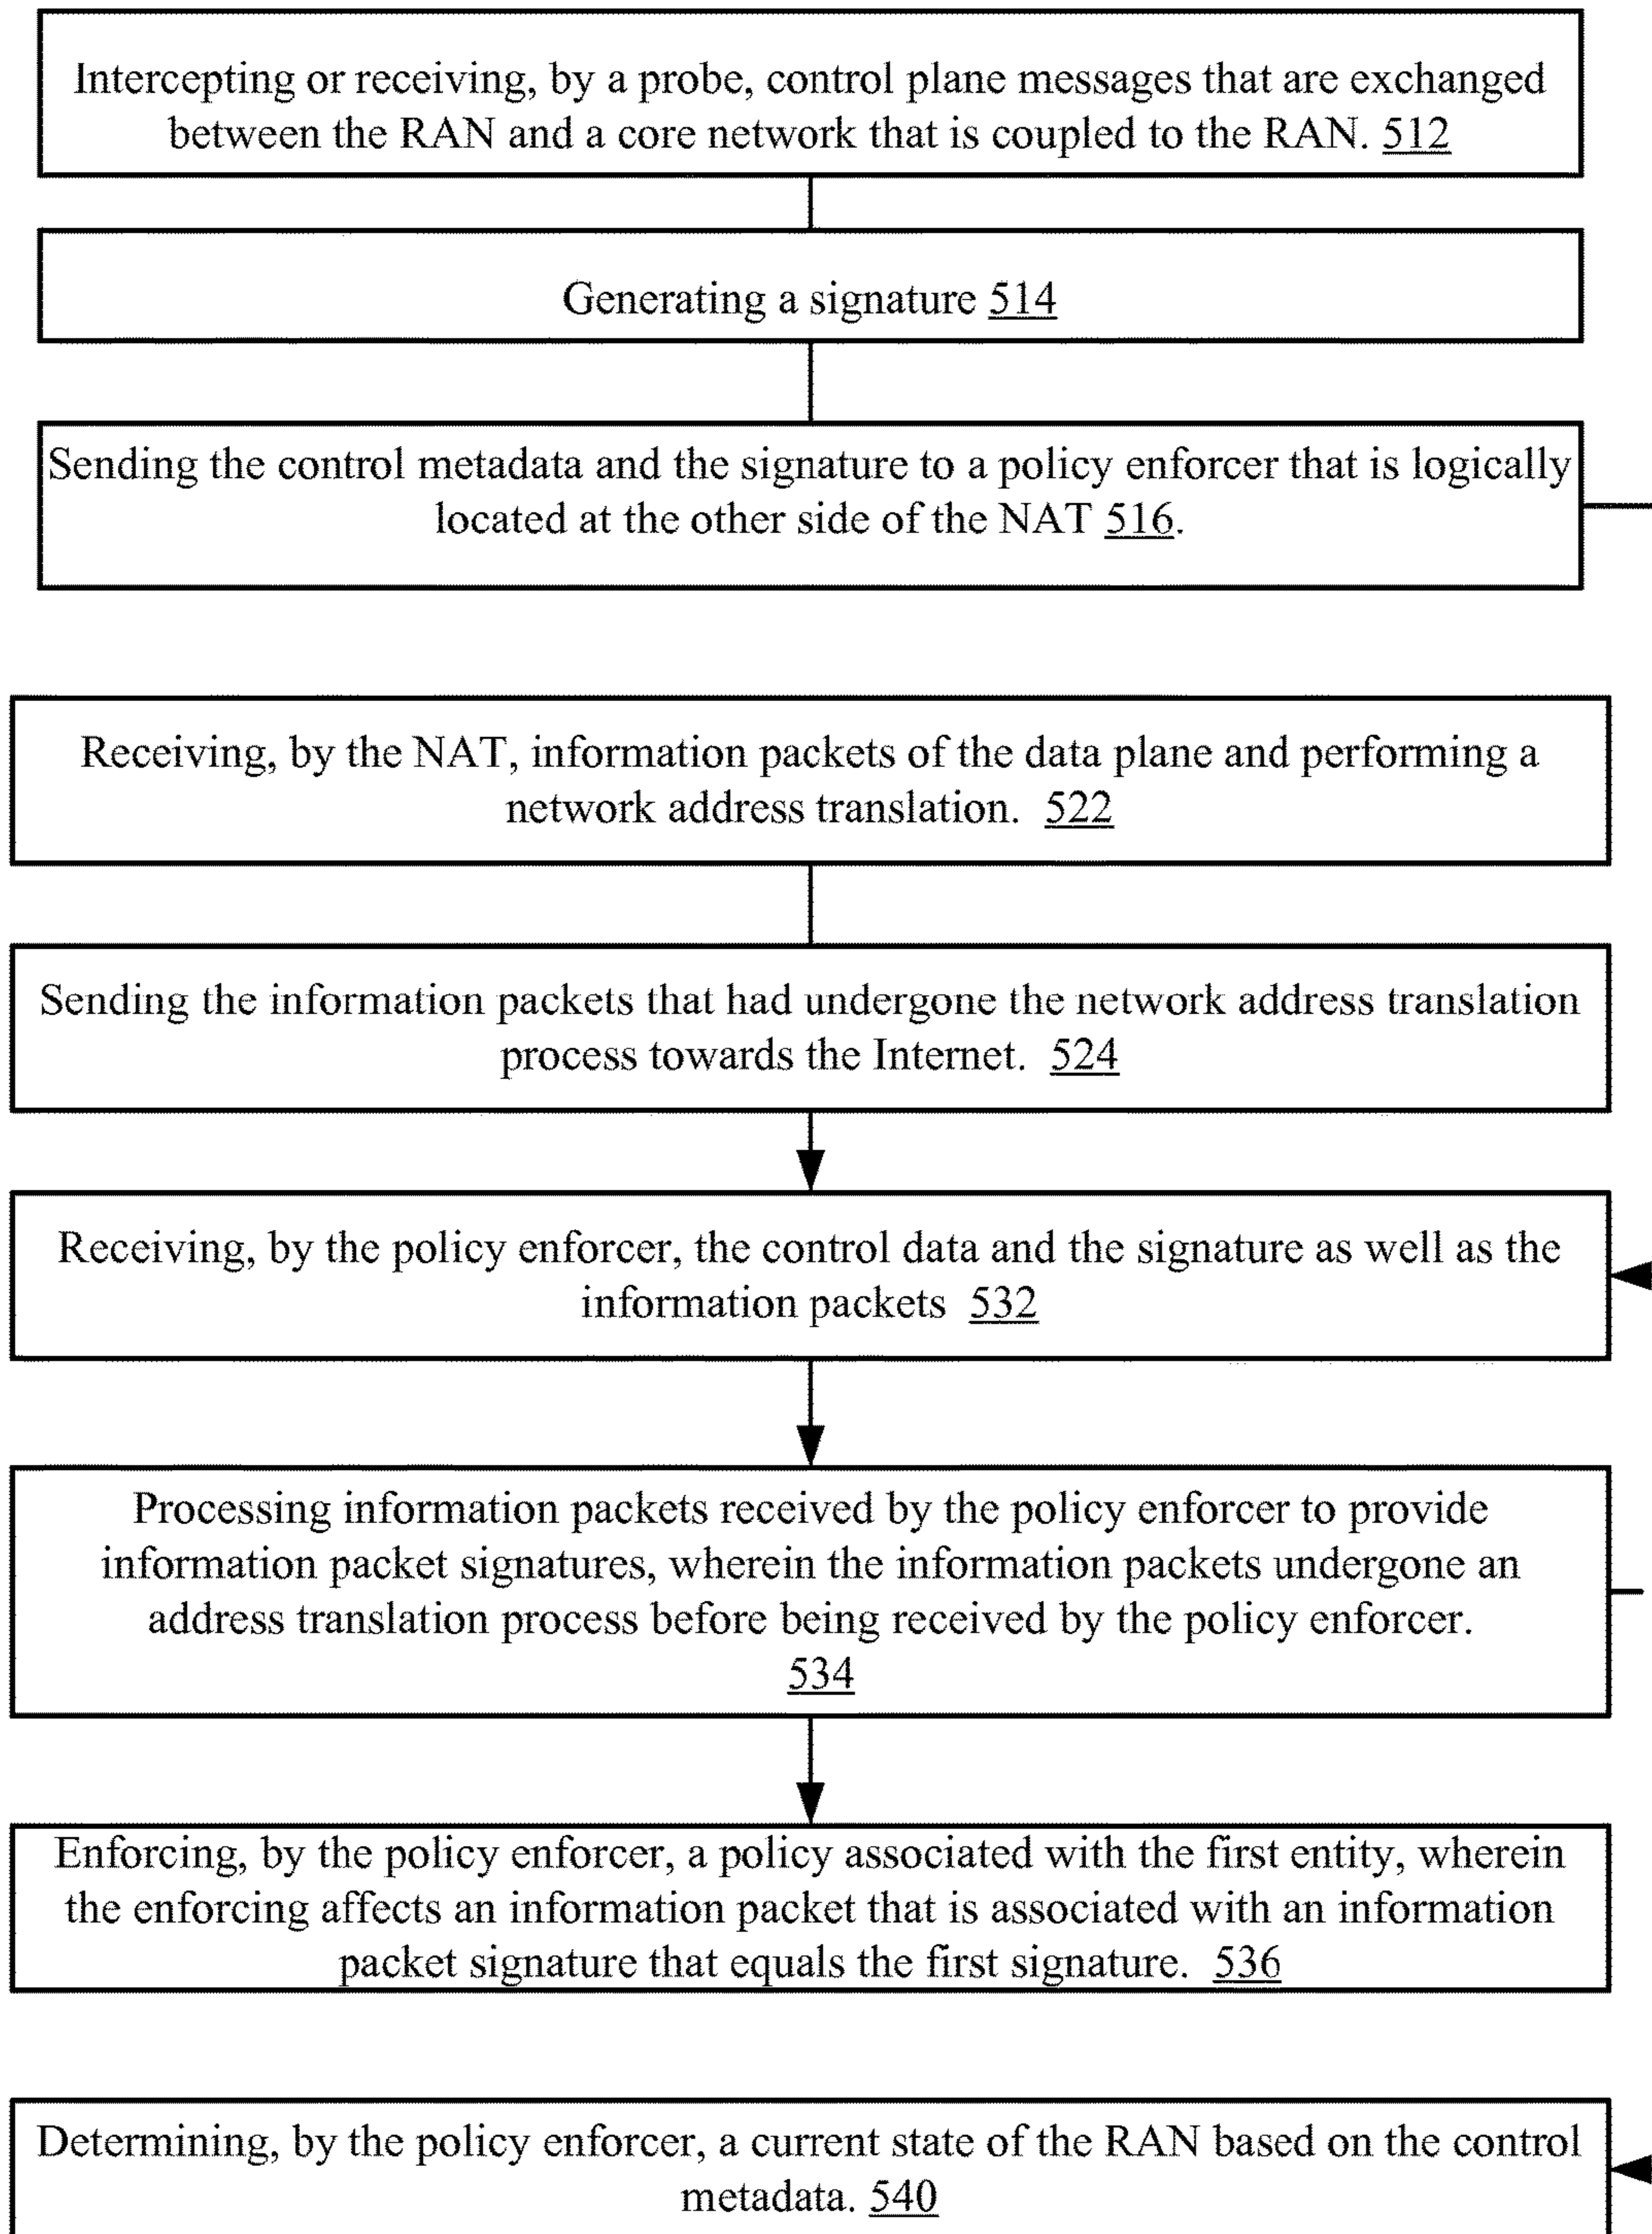 Intercepting or receiving, by a probe, control plane messages that are exchanged
between the RAN and a core network that is coupled to the RAN. 512
Generating a signature 514
Sending the control metadata and the signature to a policy enforcer that is logically
located at the other side of the NAT 516.
Receiving, by the NAT, information packets of the data plane and performing a
network address translation. 522
Sending the information packets that had undergone the network address translation
process towards the Internet. 524
Receiving, by the policy enforcer, the control data and the signature as well as the
information packets 532
Processing information packets received by the policy enforcer to provide
information packet signatures, wherein the information packets undergone an
address translation process before being received by the policy enforcer.
534
Enforcing, by the policy enforcer, a policy associated with the first entity, wherein
the enforcing affects an information packet that is associated with an information
packet signature that equals the first signature. 536
Determining, by the policy enforcer, a current state of the RAN based on the control
metadata. 540